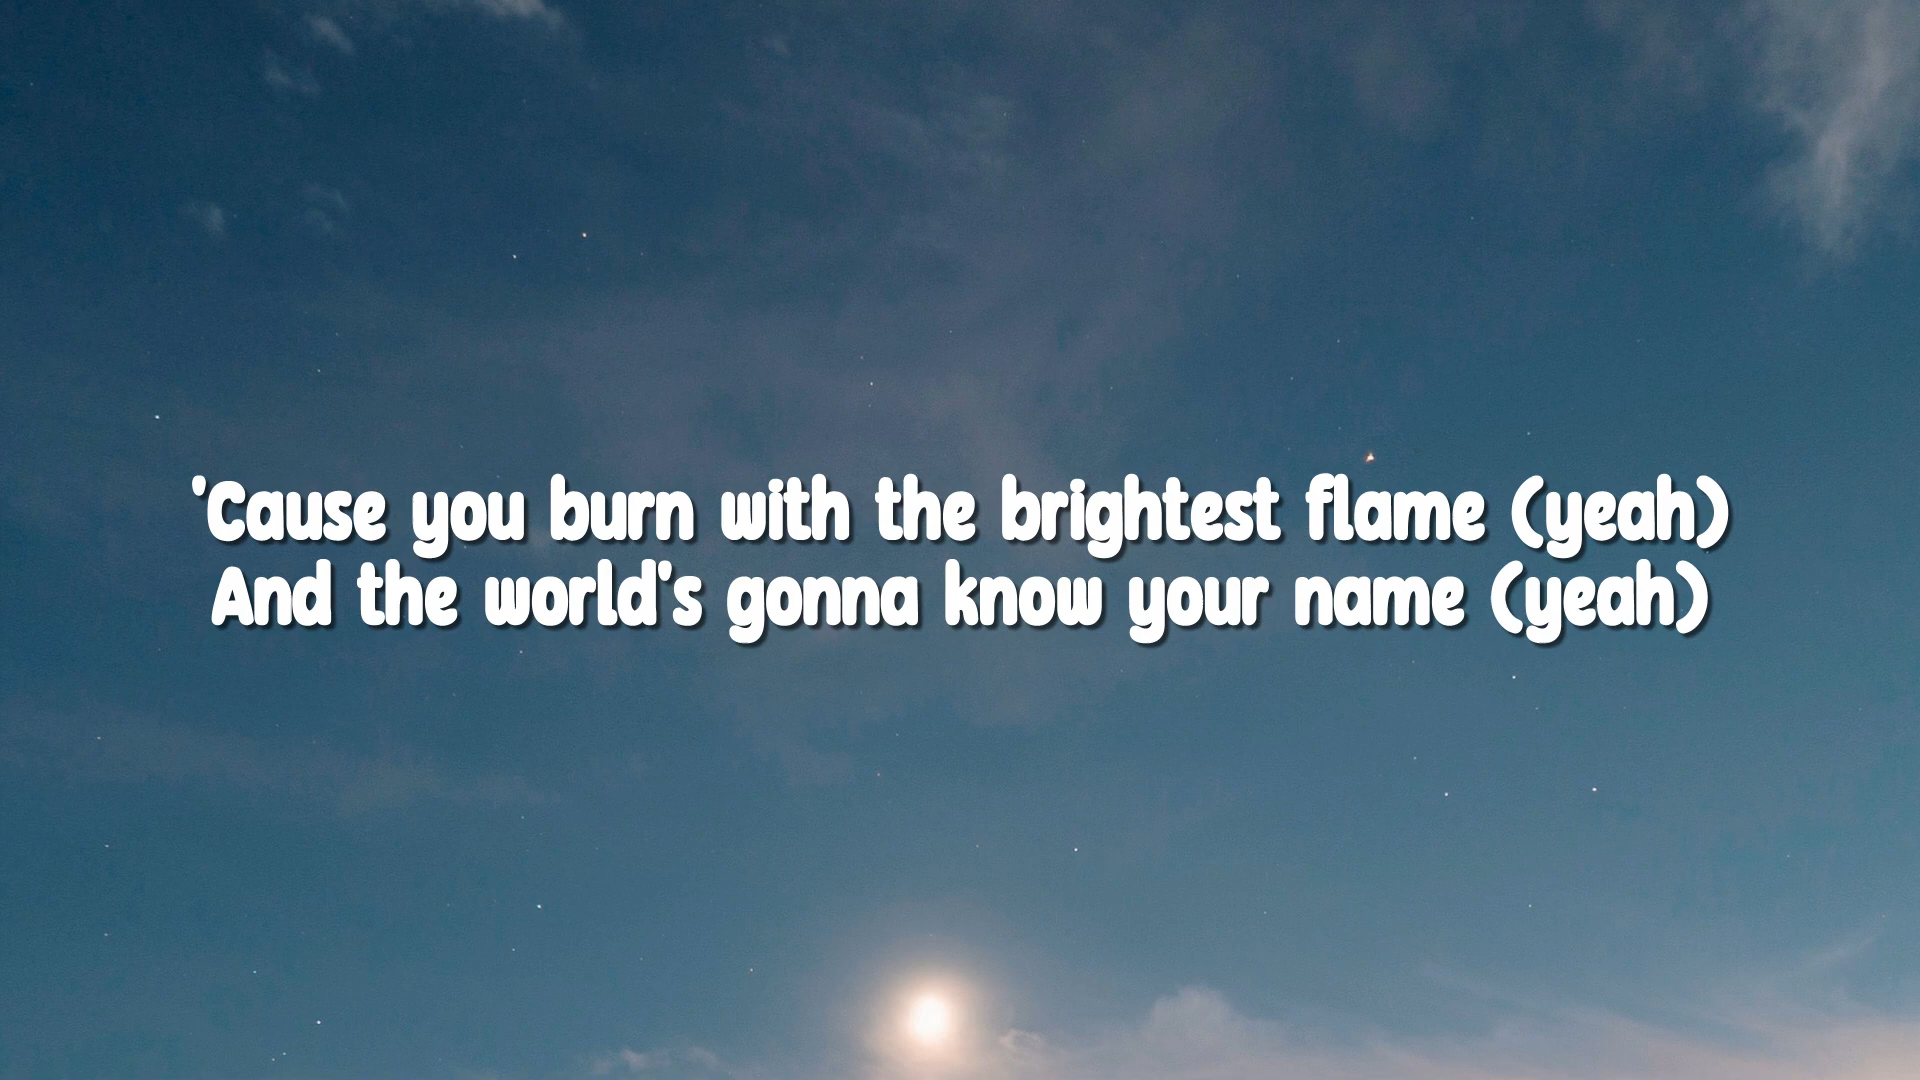 'Cause you burn with the brightest flame (yeah)
And the world's gonna know your name (yeah)